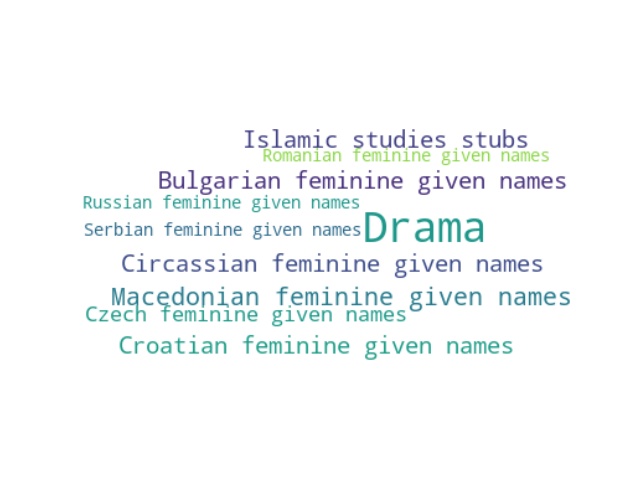 Islamic studies stubs
Romanian feminine given names
Bulgarian feminine given names
Russian feminine given names
Serbian feminine given names
Drama
Circassian feminine given names
Macedonian feminine given names
Czech feminine given names
Croatian feminine given names